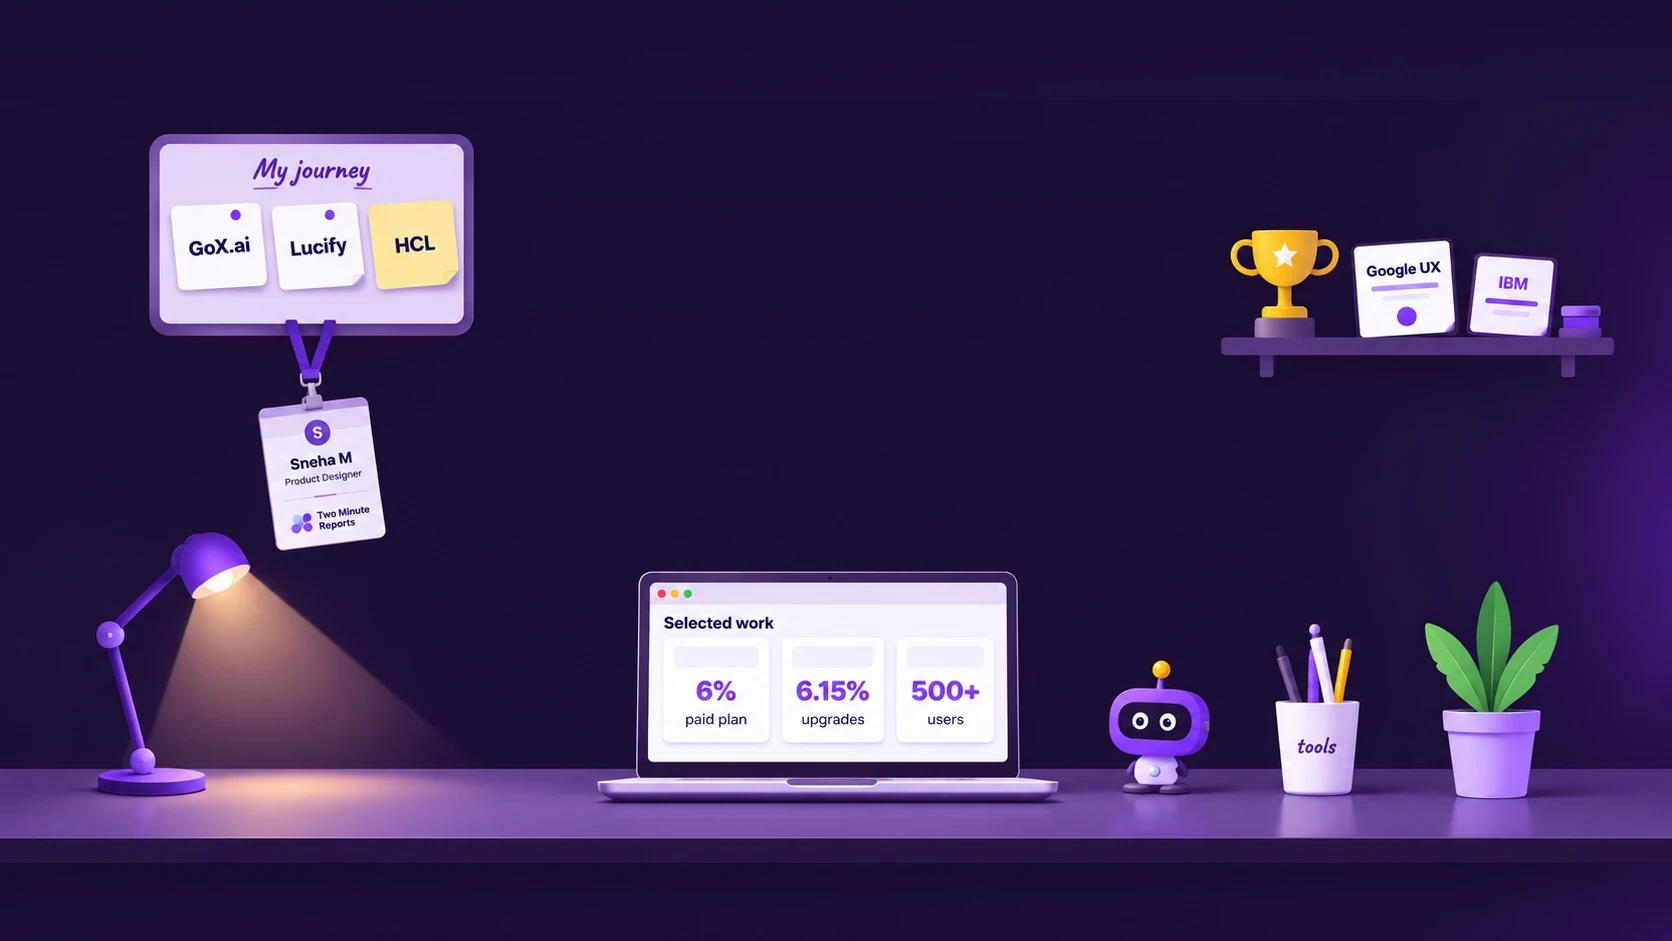 My journey
GoX.ai
Lucify
HCL
S
Sneha M
Product Designer
Two Minute
Reports
Selected work
6%
paid plan
6.15%
upgrades
500+
users
Google UX
IBM
tools